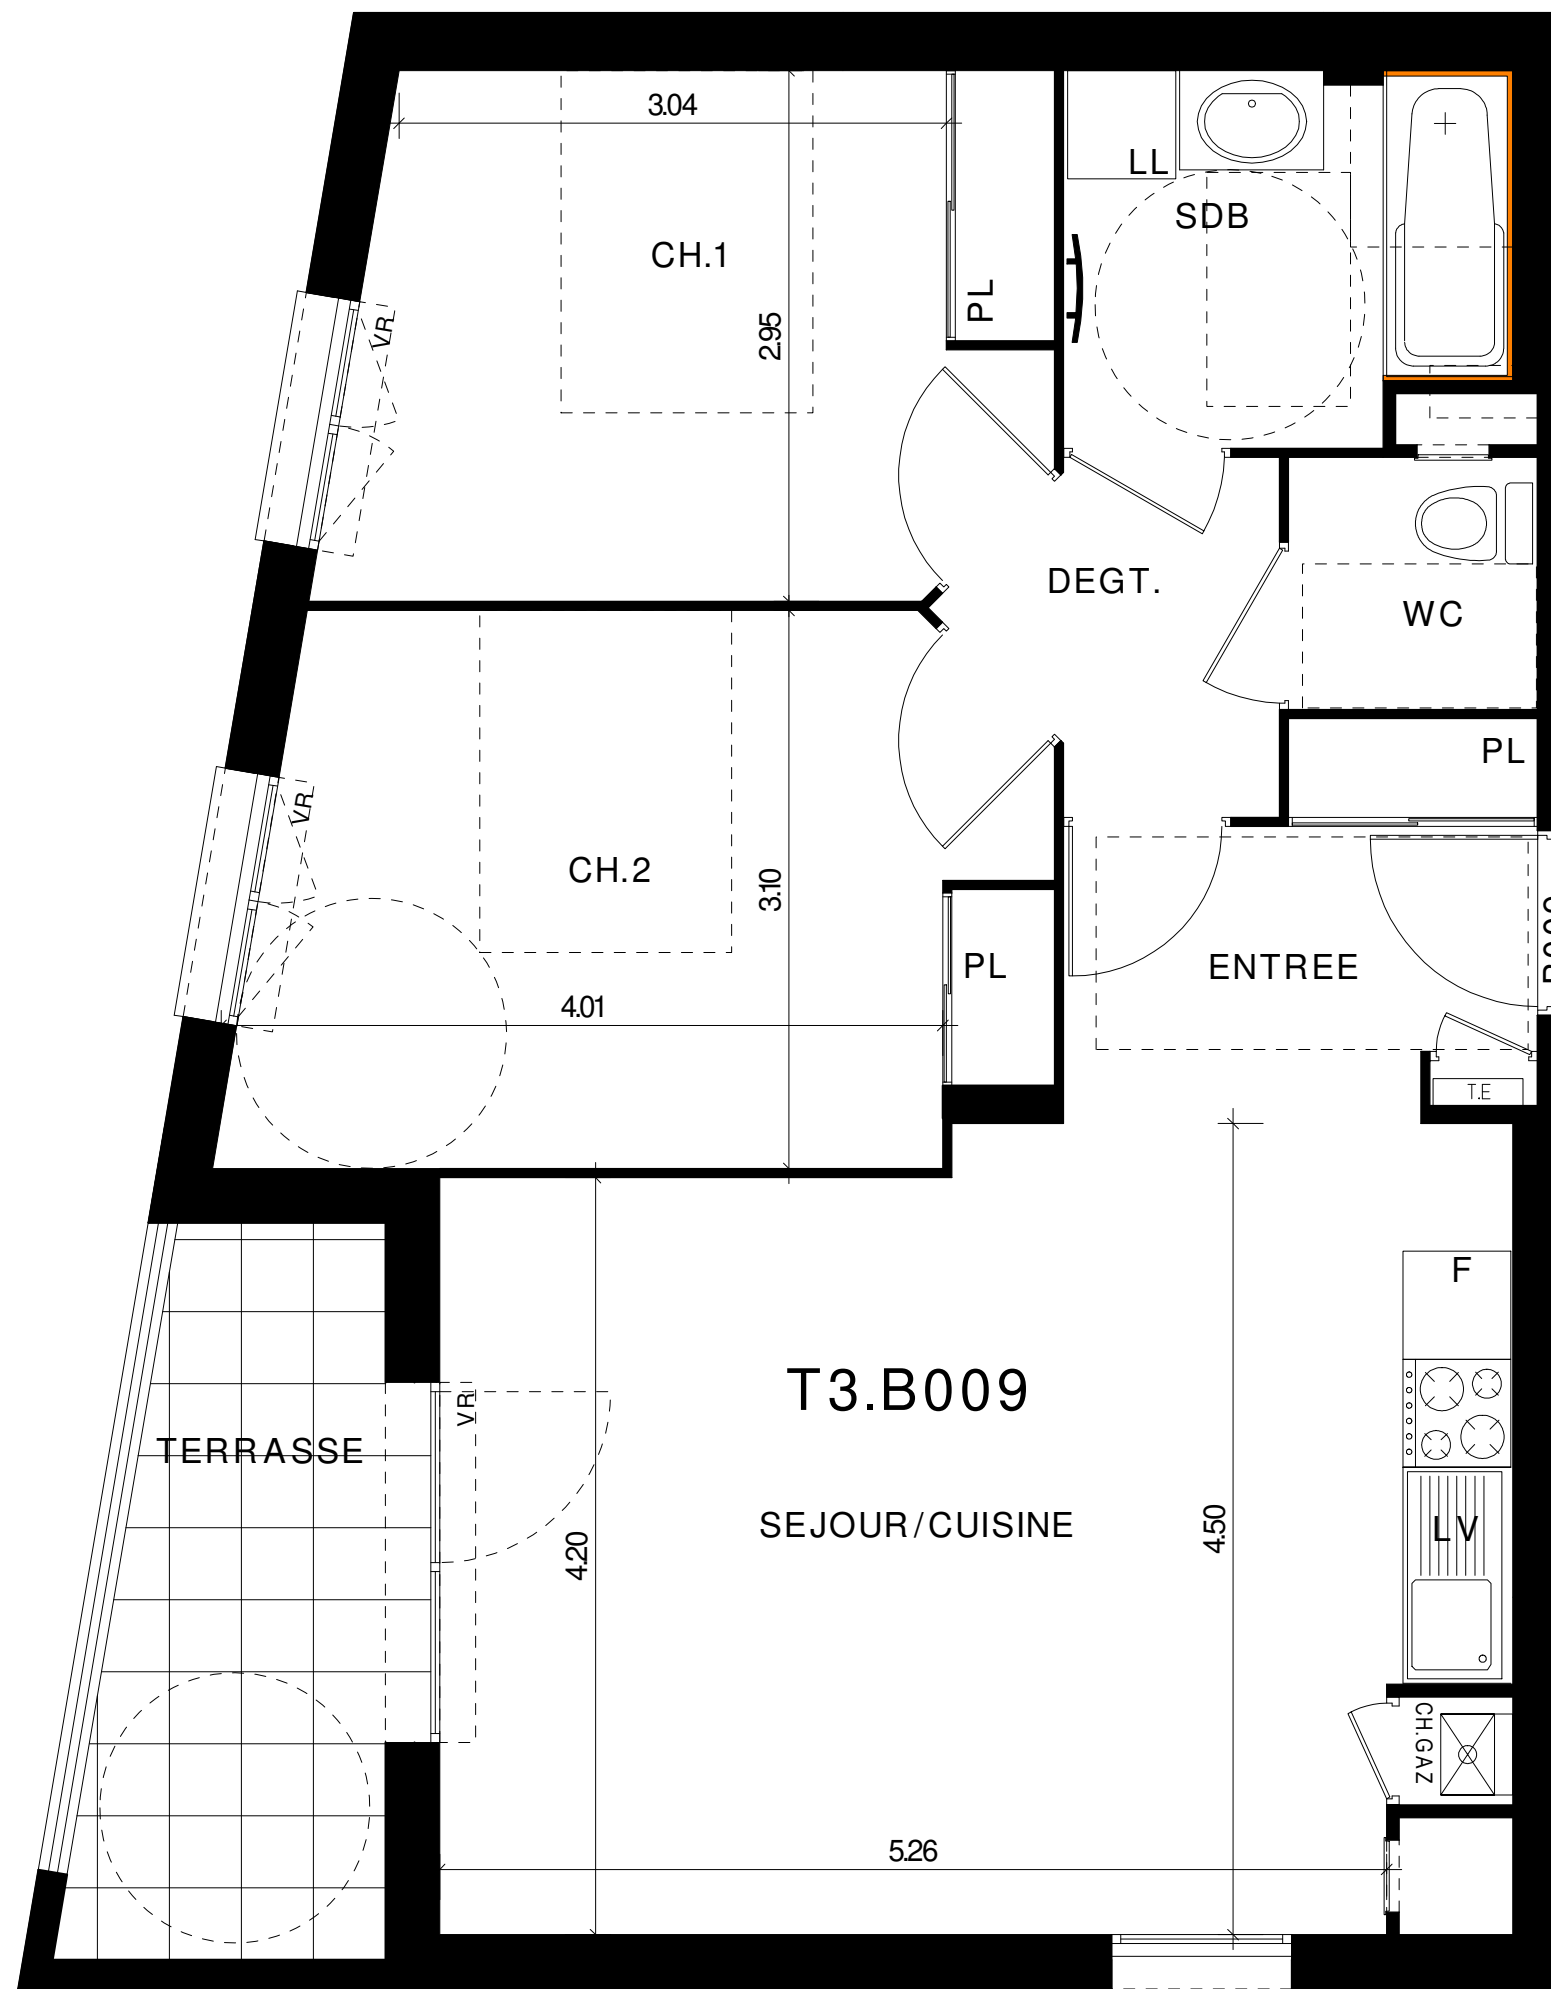 3.04
LL
SDB
CH.1
PL
2.95
VR
DEGT.
WC
PL
VR
CH.2
3.10
PL
ENTREE
4.01
T.E
F
T3.B009
VR
TERRASSE
SEJOUR/CUISINE
4.50
LV
4.20
CH.GAZ
5.26